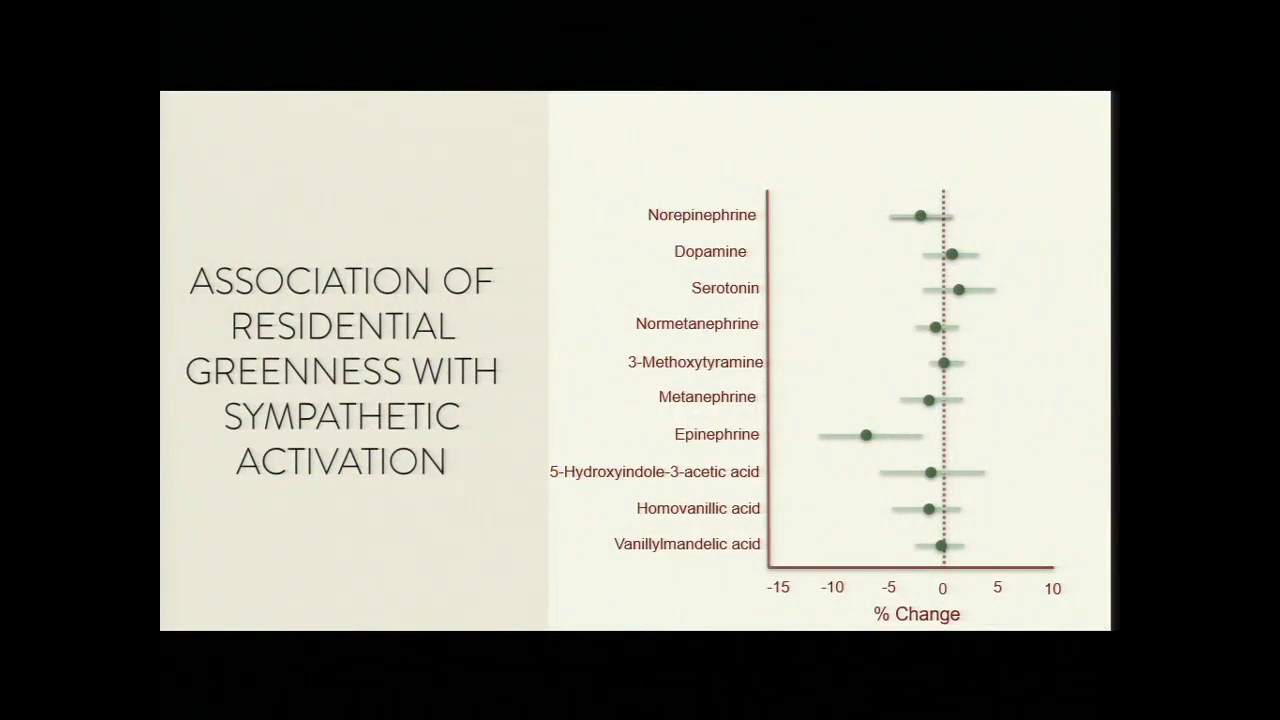 ASSOCIATION OF
RESIDENTIAL
GREENNESS WITH
SYMPATHETIC
ACTIVATION
Norepinephrine
Dopamine
Serotonin
Normetanephrine
3-Methoxytyramine
Metanephrine
Epinephrine
5-Hydroxyindole-3-acetic acid
Homovanillic acid
Vanillylmandelic acid
-15 -10 -5 0 5 10
% Change